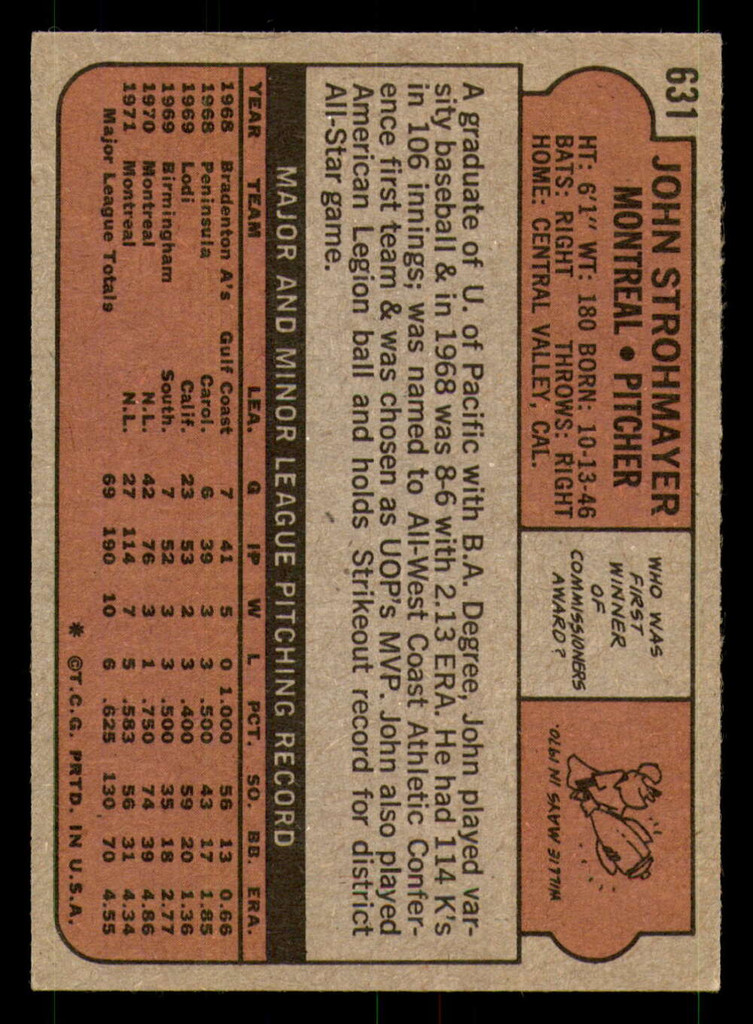 631
JOHN STROHMAYER
MONTREAL • PITCHER
HT: 6'1" WT: 180 BORN: 10-13-46
BATS: RIGHT THROWS: RIGHT
HOME: CENTRAL VALLEY, CAL.
WHO WAS
FIRST
WINNER
OF
COMMISSIONERS
AWARD?
WILLIE MAYS IN 1970.
A graduate of U. of Pacific with B.A. Degree, John played var-
sity baseball & in 1968 was 8-6 with 2.13 ERA. He had 114 K's
in 106 innings; was named to All-West Coast Athletic Confer-
ence first team & was chosen as UOP's MVP. John also played
American Legion ball and holds Strikeout record for district
All-Star game.
MAJOR AND MINOR LEAGUE PITCHING RECORD
YEAR TEAM LEA. G IP W L PCT. SO. BB. ERA.
1968 Bradenton A's Gulf Coast 7 41 5 0 1.000 56 13 0.66
1968 Peninsula Carol. 6 39 3 3 .500 43 17 1.85
1969 Lodi Calif. 23 53 2 3 .400 59 20 1.36
1969 Birmingham South. 7 52 3 3 .500 35 18 2.77
1970 Montreal N.L. 42 76 3 1 .750 74 39 4.86
1971 Montreal N.L. 27 114 7 5 .583 56 31 4.34
Major League Totals 69 190 10 6 .625 130 70 4.55
* ©T.C.G. PRTD. IN U.S.A.